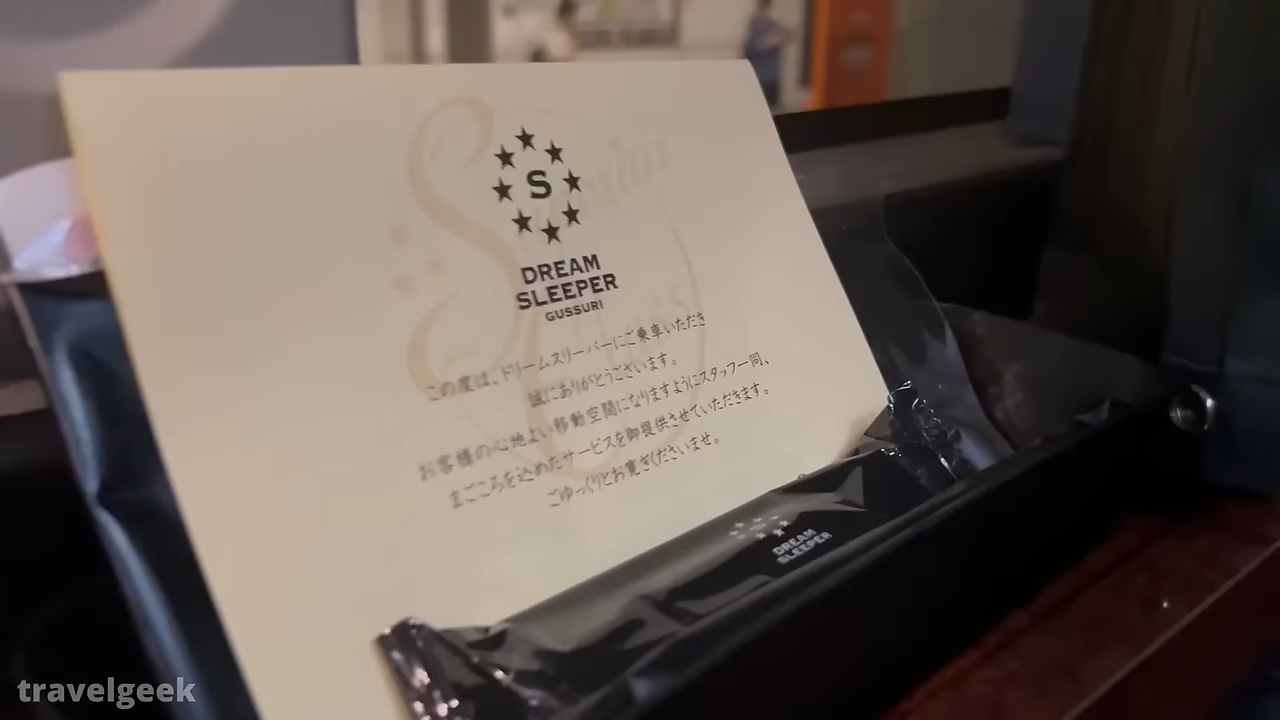 S
DREAM
SLEEPER
GUSSURI
この度は、ドリームスリーパーにご乗車いただき
誠にありがとうございます。
お客様の心地よい移動空間になりますようにスタッフ一同、
まごころを込めたサービスを御提供させていただきます。
ごゆっくりとお寛ぎくださいませ。
DREAM
SLEEPER
travelgeek